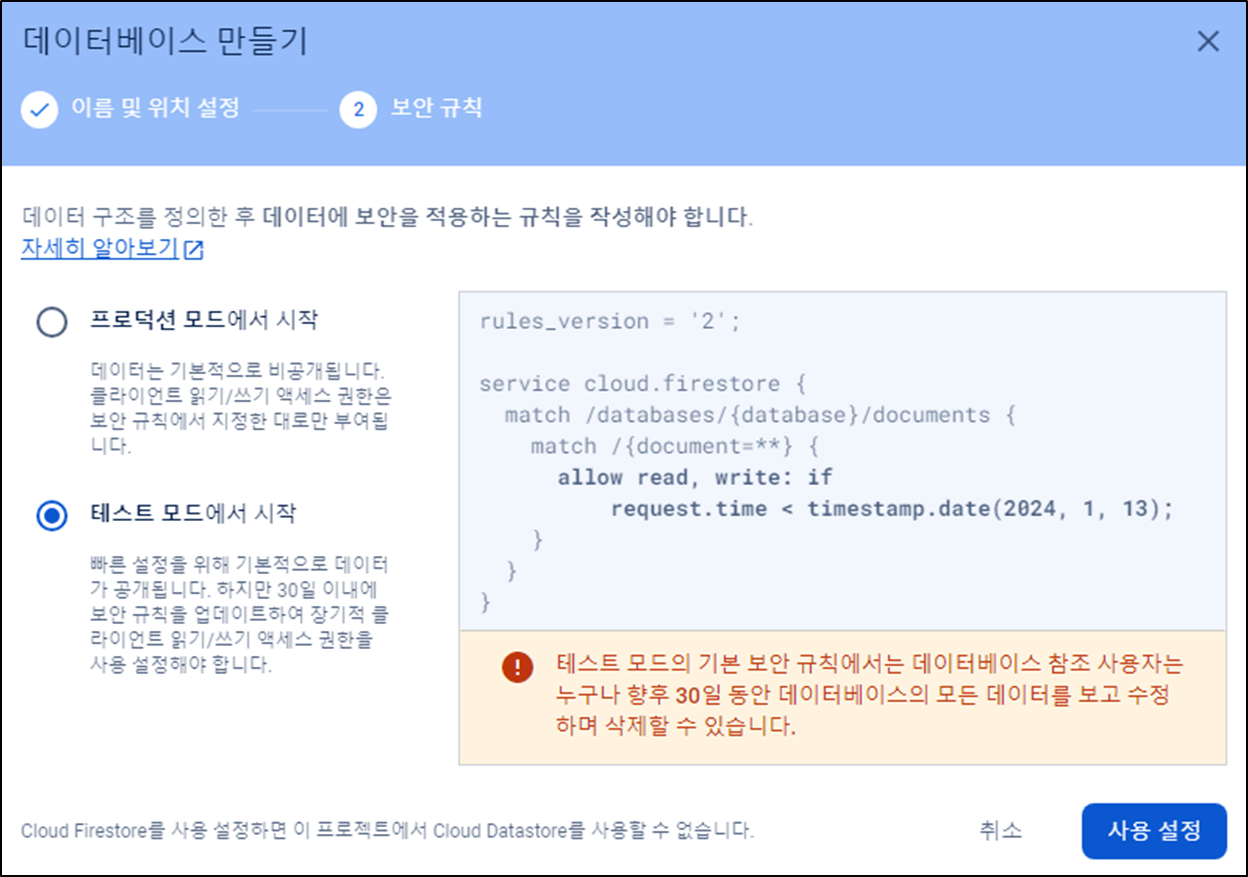 데이터베이스 만들기
이름 및 위치 설정
2 보안 규칙
데이터 구조를 정의한 후 데이터에 보안을 적용하는 규칙을 작성해야 합니다.
자세히 알아보기
프로덕션 모드에서 시작
데이터는 기본적으로 비공개됩니다.
클라이언트 읽기/쓰기 액세스 권한은
보안 규칙에서 지정한 대로만 부여됩
니다.
테스트 모드에서 시작
빠른 설정을 위해 기본적으로 데이터
가 공개됩니다. 하지만 30일 이내에
보안 규칙을 업데이트하여 장기적 클
라이언트 읽기/쓰기 액세스 권한을
사용 설정해야 합니다.
rules_version = '2';
service cloud.firestore {
match /databases/{database}/documents {
match /{document=**} {
allow read, write: if
request.time < timestamp.date(2024, 1, 13);
}
}
}
테스트 모드의 기본 보안 규칙에서는 데이터베이스 참조 사용자는
누구나 향후 30일 동안 데이터베이스의 모든 데이터를 보고 수정
하며 삭제할 수 있습니다.
Cloud Firestore를 사용 설정하면 이 프로젝트에서 Cloud Datastore를 사용할 수 없습니다.
취소
사용 설정